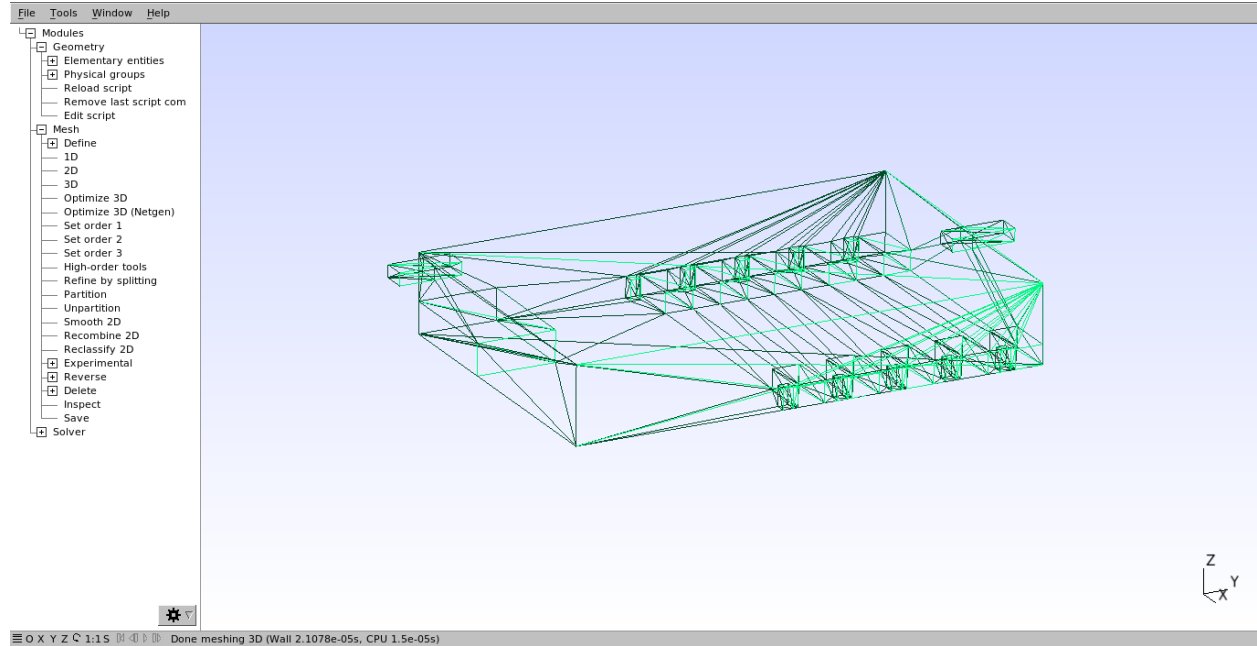 File Tools Window Help
Modules
Geometry
Elementary entities
Physical groups
Reload script
Remove last script com
Edit script
Mesh
Define
1D
2D
3D
Optimize 3D
Optimize 3D (Netgen)
Set order 1
Set order 2
Set order 3
High-order tools
Refine by splitting
Partition
Unpartition
Smooth 2D
Recombine 2D
Reclassify 2D
Experimental
Reverse
Delete
Inspect
Save
Solver
Z
Y
X
O X Y Z 1:1 S Done meshing 3D (Wall 2.1078e-05s, CPU 1.5e-05s)